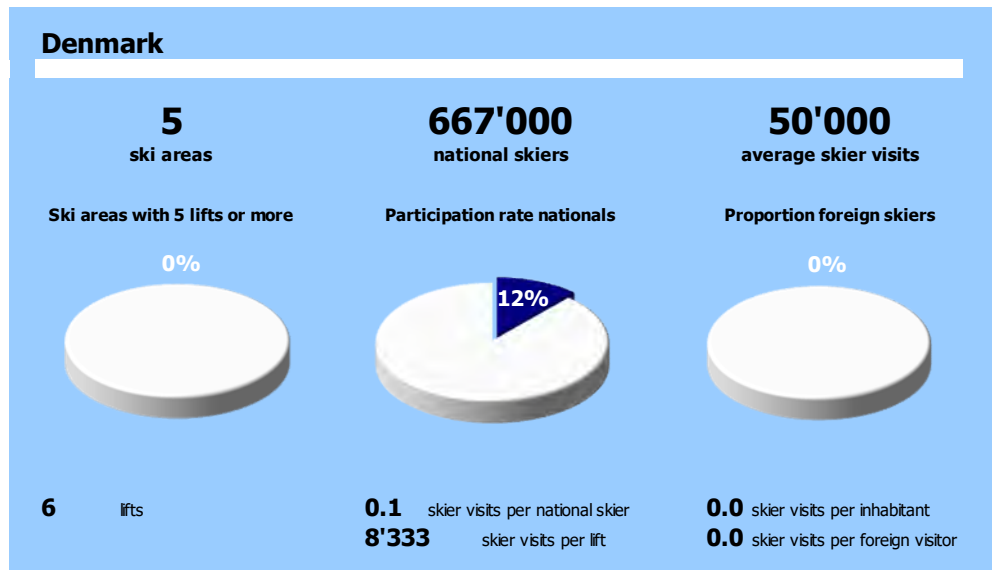 Denmark
5 667'000 50'000
ski areas national skiers average skier visits
Ski areas with 5 lifts or more Participation rate nationals Proportion foreign skiers
0% 12% 0%
6 lifts 0.1 skier visits per national skier 0.0 skier visits per inhabitant
8'333 skier visits per lift 0.0 skier visits per foreign visitor